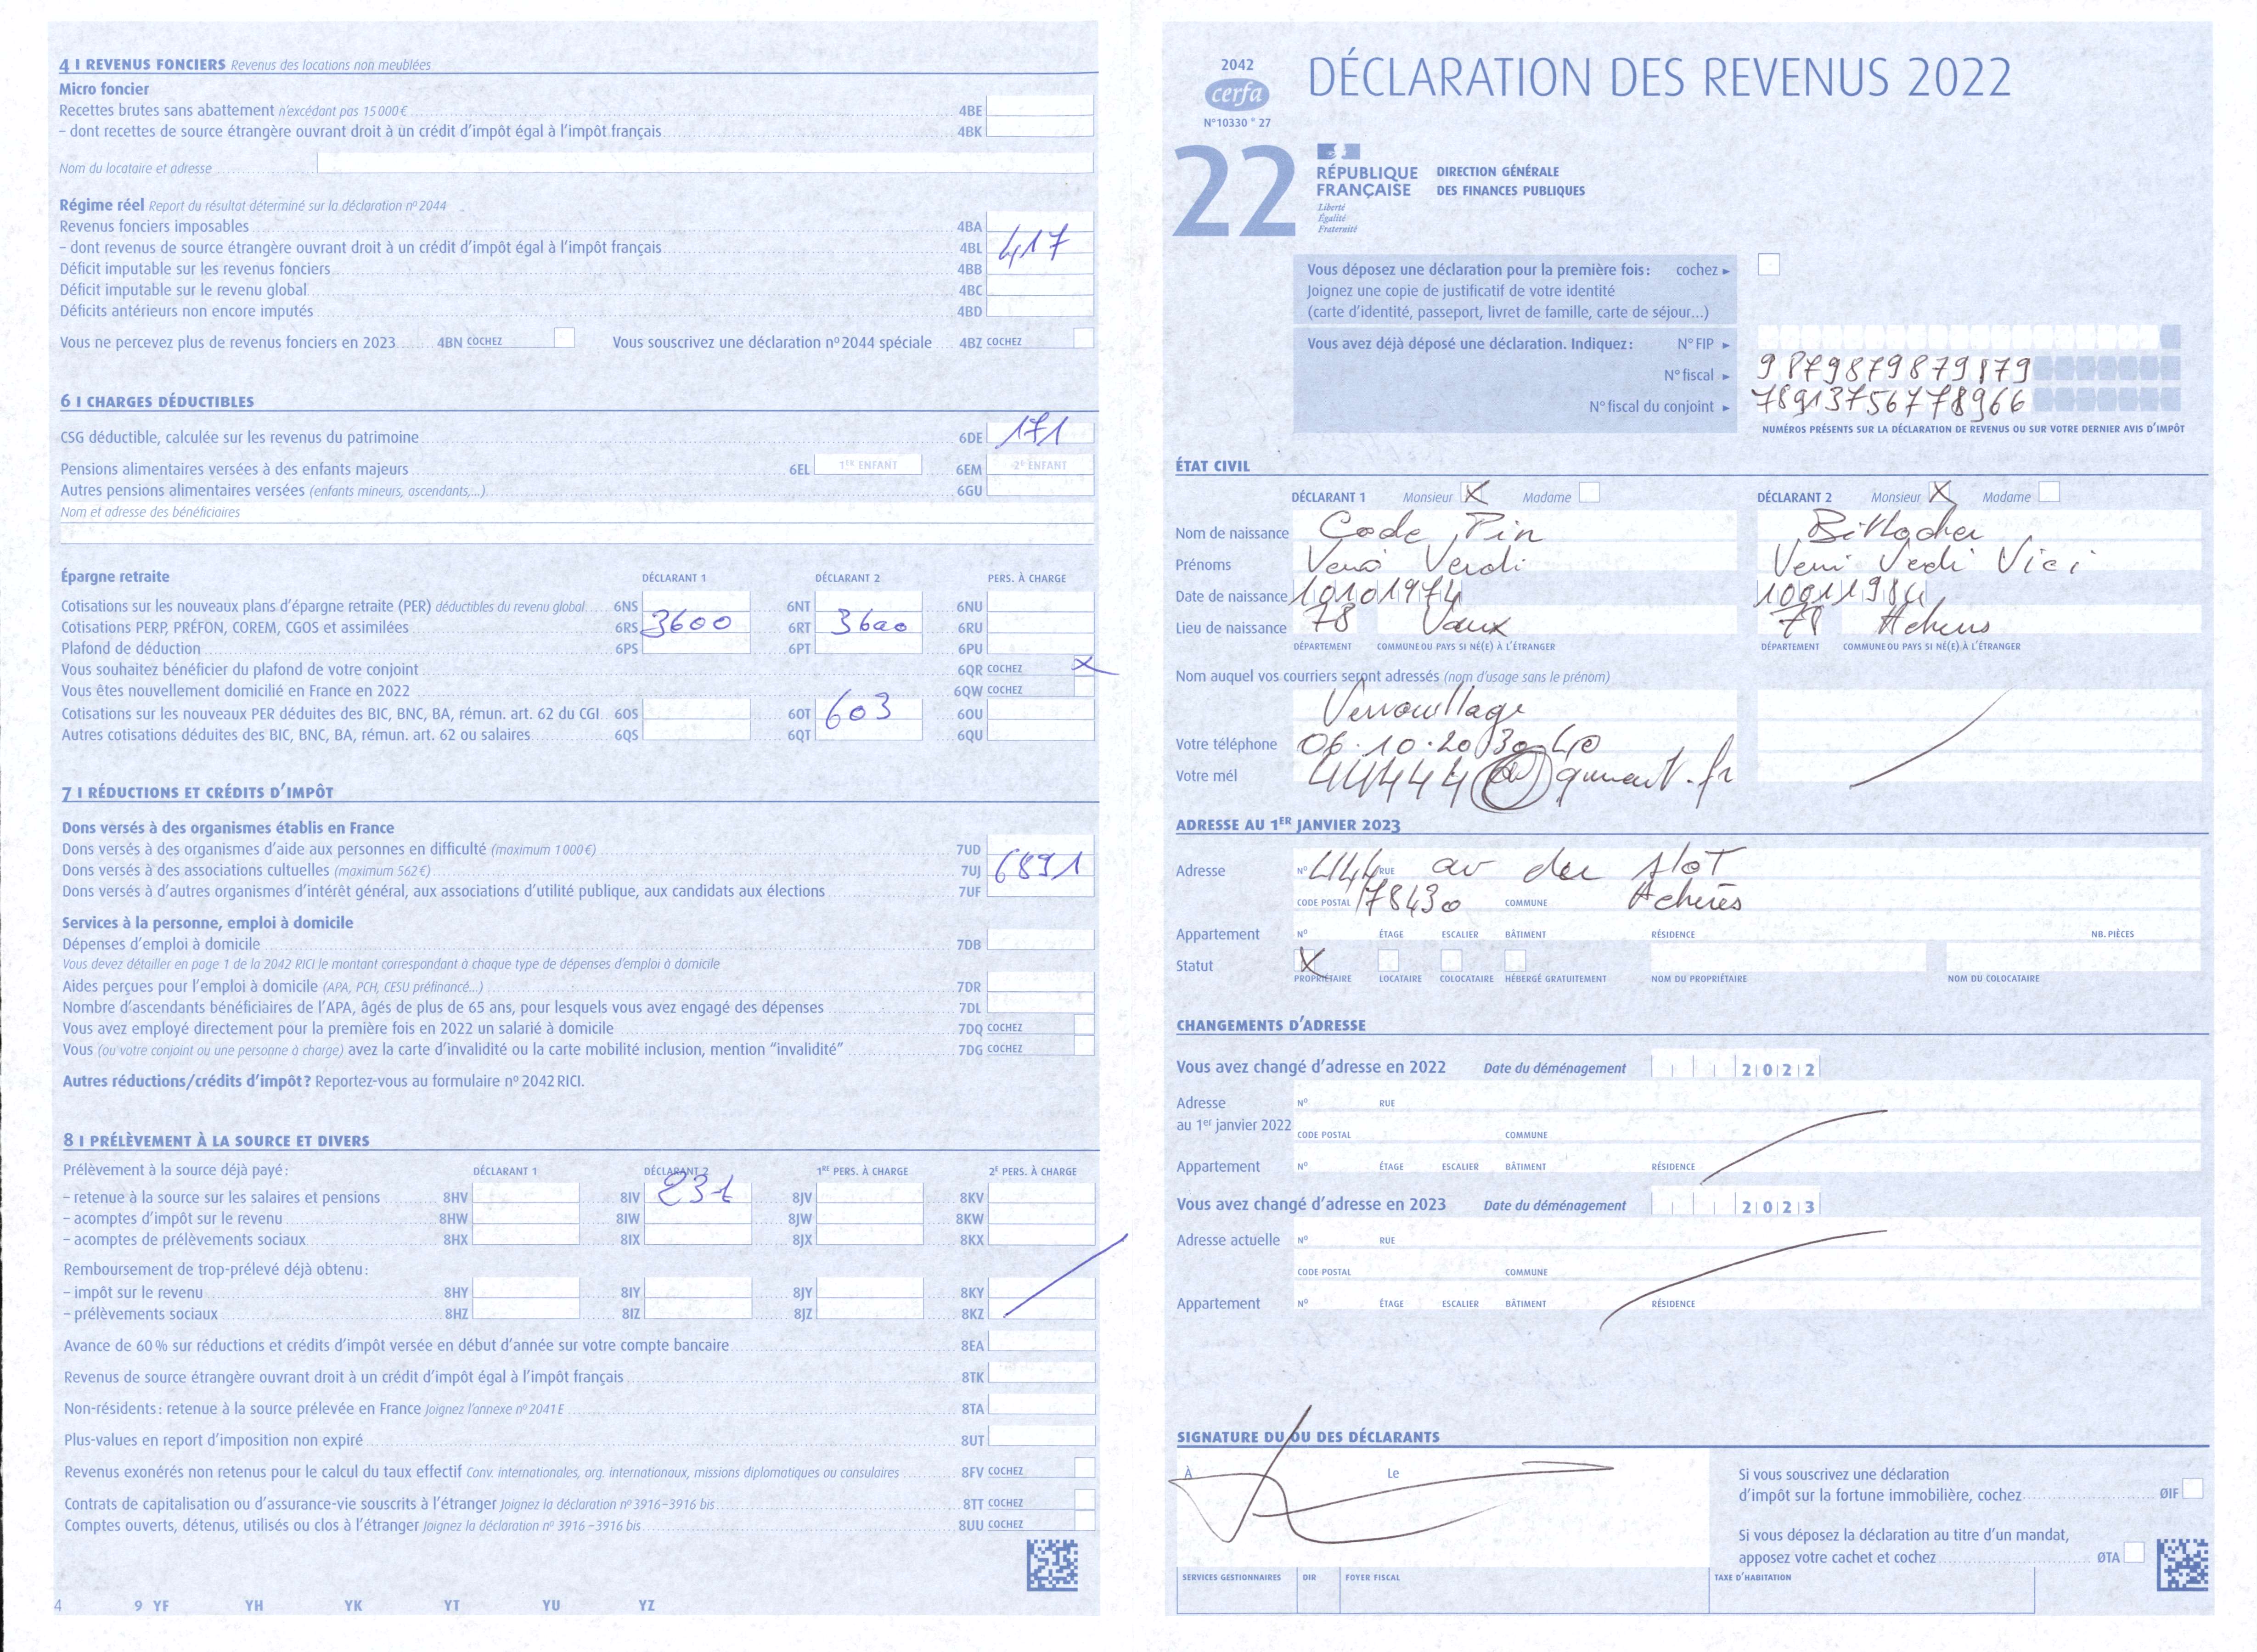 4 I REVENUS FONCIERS Revenus des locations non meublées
Micro foncier
Recettes brutes sans abattement n'excédant pas 15 000 € 4BE
– dont recettes de source étrangère ouvrant droit à un crédit d'impôt égal à l'impôt français 4BK
Nom du locataire et adresse
Régime réel Report du résultat déterminé sur la déclaration nº 2044
Revenus fonciers imposables 4BA
– dont revenus de source étrangère ouvrant droit à un crédit d'impôt égal à l'impôt français 4BL 417
Déficit imputable sur les revenus fonciers 4BB
Déficit imputable sur le revenu global 4BC
Déficits antérieurs non encore imputés 4BD
Vous ne percevez plus de revenus fonciers en 2023 4BN COCHEZ Vous souscrivez une déclaration nº 2044 spéciale 4BZ COCHEZ
6 I CHARGES DÉDUCTIBLES
CSG déductible, calculée sur les revenus du patrimoine 6DE 171
Pensions alimentaires versées à des enfants majeurs 6EL 1ER ENFANT 6EM 2E ENFANT
Autres pensions alimentaires versées (enfants mineurs, ascendants,...) 6GU
Nom et adresse des bénéficiaires
Épargne retraite DÉCLARANT 1 DÉCLARANT 2 PERS. À CHARGE
Cotisations sur les nouveaux plans d'épargne retraite (PER) déductibles du revenu global 6NS 6NT 6NU
Cotisations PERP, PRÉFON, COREM, CGOS et assimilées 6RS 3600 6RT 3600 6RU
Plafond de déduction 6PS 6PT 6PU
Vous souhaitez bénéficier du plafond de votre conjoint 6QR COCHEZ X
Vous êtes nouvellement domicilié en France en 2022 6QW COCHEZ
Cotisations sur les nouveaux PER déduites des BIC, BNC, BA, rémun. art. 62 du CGI 6OS 6OT 603 6OU
Autres cotisations déduites des BIC, BNC, BA, rémun. art. 62 ou salaires 6QS 6QT 6QU
7 I RÉDUCTIONS ET CRÉDITS D'IMPÔT
Dons versés à des organismes établis en France
Dons versés à des organismes d'aide aux personnes en difficulté (maximum 1 000 €) 7UD
Dons versés à des associations cultuelles (maximum 562 €) 7UJ 6891
Dons versés à d'autres organismes d'intérêt général, aux associations d'utilité publique, aux candidats aux élections 7UF
Services à la personne, emploi à domicile
Dépenses d'emploi à domicile 7DB
Vous devez détailler en page 1 de la 2042 RICI le montant correspondant à chaque type de dépenses d'emploi à domicile
Aides perçues pour l'emploi à domicile (APA, PCH, CESU préfinancé...) 7DR
Nombre d'ascendants bénéficiaires de l'APA, âgés de plus de 65 ans, pour lesquels vous avez engagé des dépenses 7DL
Vous avez employé directement pour la première fois en 2022 un salarié à domicile 7DQ COCHEZ
Vous (ou votre conjoint ou une personne à charge) avez la carte d'invalidité ou la carte mobilité inclusion, mention "invalidité" 7DG COCHEZ
Autres réductions/crédits d'impôt ? Reportez-vous au formulaire nº 2042 RICI.
8 I PRÉLÈVEMENT À LA SOURCE ET DIVERS
Prélèvement à la source déjà payé : DÉCLARANT 1 DÉCLARANT 2 1RE PERS. À CHARGE 2E PERS. À CHARGE
– retenue à la source sur les salaires et pensions 8HV 8IV 8JV 8KV
– acomptes d'impôt sur le revenu 8HW 8IW 8JW 8KW
– acomptes de prélèvements sociaux 8HX 8IX 8JX 8KX
Remboursement de trop-prélevé déjà obtenu :
– impôt sur le revenu 8HY 8IY 8JY 8KY
– prélèvements sociaux 8HZ 8IZ 8JZ 8KZ
Avance de 60 % sur réductions et crédits d'impôt versée en début d'année sur votre compte bancaire 8EA
Revenus de source étrangère ouvrant droit à un crédit d'impôt égal à l'impôt français 8TK
Non-résidents : retenue à la source prélevée en France Joignez l'annexe nº 2041 E 8TA
Plus-values en report d'imposition non expiré 8UT
Revenus exonérés non retenus pour le calcul du taux effectif Conv. internationales, org. internationaux, missions diplomatiques ou consulaires 8FV COCHEZ
Contrats de capitalisation ou d'assurance-vie souscrits à l'étranger Joignez la déclaration nº 3916–3916 bis 8TT COCHEZ
Comptes ouverts, détenus, utilisés ou clos à l'étranger Joignez la déclaration nº 3916 –3916 bis 8UU COCHEZ
4 9 YF YH YK YT YU YZ
2042
cerfa
N°10330 * 27
DÉCLARATION DES REVENUS 2022
22
RÉPUBLIQUE
FRANÇAISE
Liberté
Égalité
Fraternité
DIRECTION GÉNÉRALE
DES FINANCES PUBLIQUES
Vous déposez une déclaration pour la première fois : cochez ►
Joignez une copie de justificatif de votre identité
(carte d'identité, passeport, livret de famille, carte de séjour...)
Vous avez déjà déposé une déclaration. Indiquez : N° FIP ►
N° fiscal ► 9879879879879
N° fiscal du conjoint ► 78913756778966
NUMÉROS PRÉSENTS SUR LA DÉCLARATION DE REVENUS OU SUR VOTRE DERNIER AVIS D'IMPÔT
ÉTAT CIVIL
DÉCLARANT 1 Monsieur X Madame DÉCLARANT 2 Monsieur X Madame
Nom de naissance Code Pin
Prénoms Verdi Veni Verdi Vici
Date de naissance 10101974
Lieu de naissance 78 Vaux 78 Acheres
DÉPARTEMENT COMMUNE OU PAYS SI NÉ(E) À L'ÉTRANGER DÉPARTEMENT COMMUNE OU PAYS SI NÉ(E) À L'ÉTRANGER
Nom auquel vos courriers seront adressés (nom d'usage sans le prénom)
Verrouillage
Votre téléphone 06.10.20.30.40
Votre mél
ADRESSE AU 1ER JANVIER 2023
Adresse N° 444 RUE av des
CODE POSTAL 78430 COMMUNE Achères
Appartement N° ÉTAGE ESCALIER BÂTIMENT RÉSIDENCE NB. PIÈCES
Statut X
PROPRIÉTAIRE LOCATAIRE COLOCATAIRE HÉBERGÉ GRATUITEMENT NOM DU PROPRIÉTAIRE NOM DU COLOCATAIRE
CHANGEMENTS D'ADRESSE
Vous avez changé d'adresse en 2022 Date du déménagement 2022
Adresse N° RUE
au 1er janvier 2022 CODE POSTAL COMMUNE
Appartement N° ÉTAGE ESCALIER BÂTIMENT RÉSIDENCE
Vous avez changé d'adresse en 2023 Date du déménagement 2023
Adresse actuelle N° RUE
CODE POSTAL COMMUNE
Appartement N° ÉTAGE ESCALIER BÂTIMENT RÉSIDENCE
SIGNATURE DU OU DES DÉCLARANTS
À Le
Si vous souscrivez une déclaration
d'impôt sur la fortune immobilière, cochez ØIF
Si vous déposez la déclaration au titre d'un mandat,
apposez votre cachet et cochez ØTA
SERVICES GESTIONNAIRES DIR FOYER FISCAL TAXE D'HABITATION